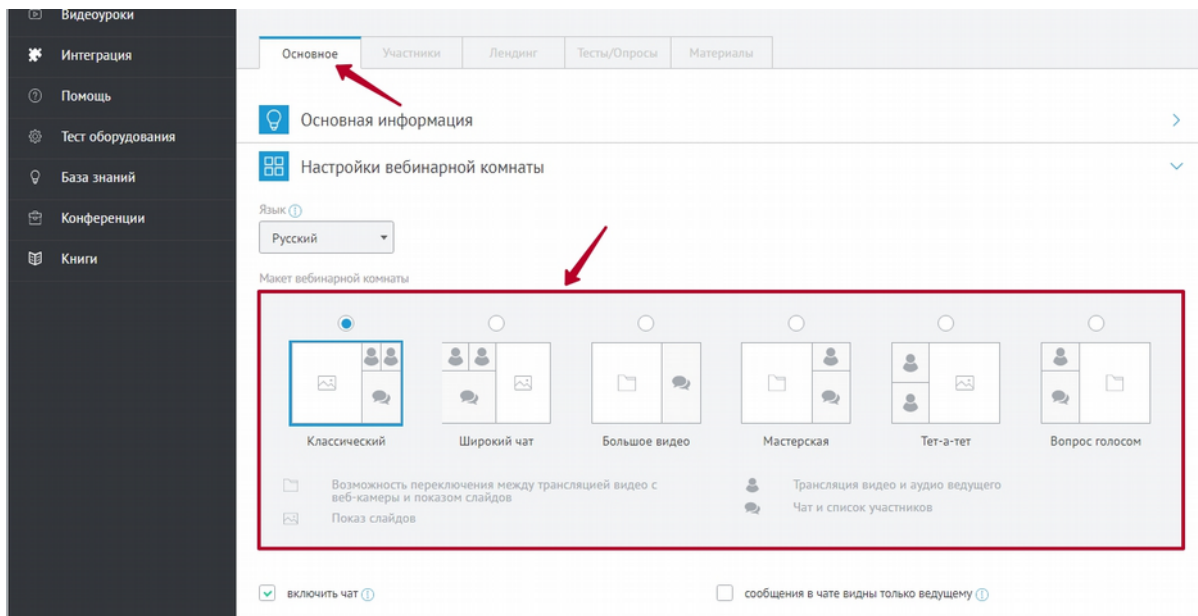 Видеоуроки
Интеграция
Помощь
Тест оборудования
База знаний
Конференции
Книги
Основное
Участники
Лендинг
Тесты/Опросы
Материалы
Основная информация
Настройки вебинарной комнаты
Язык
Русский
Макет вебинарной комнаты
Классический
Широкий чат
Большое видео
Мастерская
Тет-а-тет
Вопрос голосом
Возможность переключения между трансляцией видео с
веб-камеры и показом слайдов
Показ слайдов
Трансляция видео и аудио ведущего
Чат и список участников
включить чат
сообщения в чате видны только ведущему